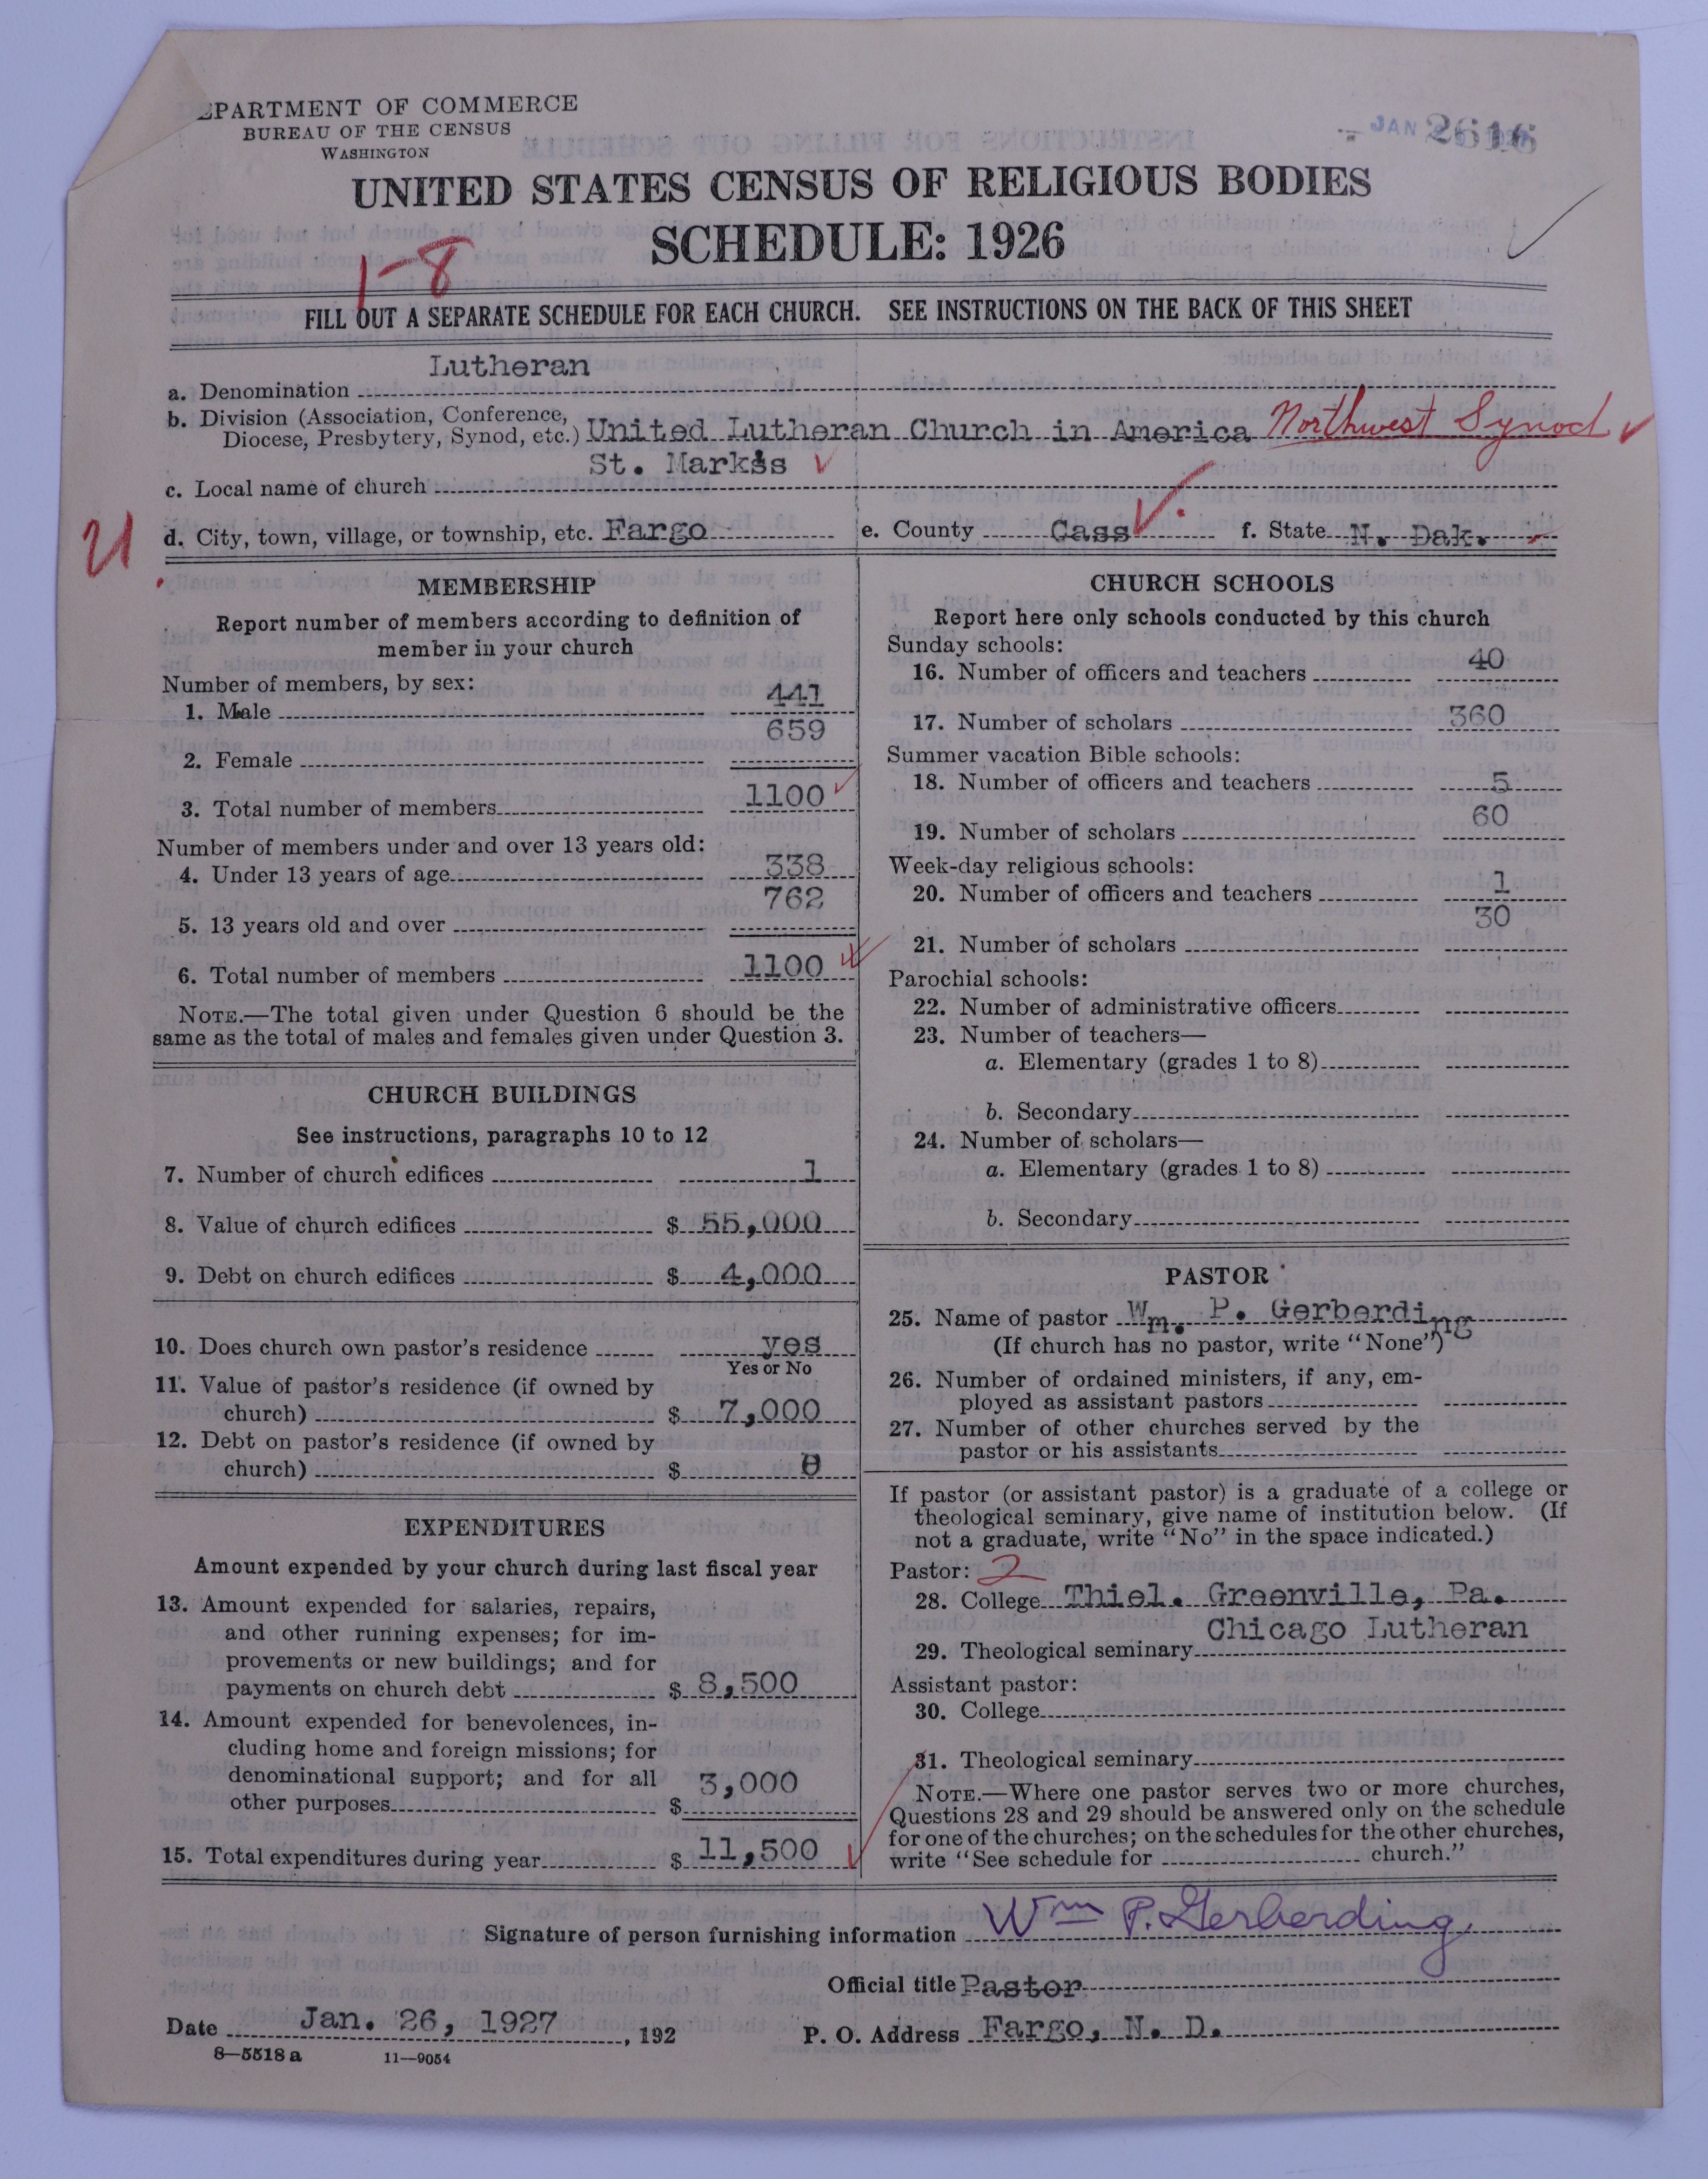 EPARTMENT OF COMMERCE
BUREAU OF THE CENSUS
WASHINGTON
JAN 2616
UNITED STATES CENSUS OF RELIGIOUS BODIES
SCHEDULE: 1926
1-8
FILL OUT A SEPARATE SCHEDULE FOR EACH CHURCH. SEE INSTRUCTIONS ON THE BACK OF THIS SHEET
a. Denomination Lutheran
b. Division (Association, Conference,
Diocese, Presbytery, Synod, etc.) United Lutheran Church in America Northwest Synod
c. Local name of church St. Mark's
d. City, town, village, or township, etc. Fargo e. County Cass f. State N. Dak.
MEMBERSHIP
Report number of members according to definition of
member in your church
Number of members, by sex:
1. Male 441
2. Female 659
3. Total number of members 1100
Number of members under and over 13 years old:
4. Under 13 years of age 338
5. 13 years old and over 762
6. Total number of members 1100
NOTE.—The total given under Question 6 should be the
same as the total of males and females given under Question 3.
CHURCH BUILDINGS
See instructions, paragraphs 10 to 12
7. Number of church edifices 1
8. Value of church edifices $ 55,000
9. Debt on church edifices $ 4,000
10. Does church own pastor's residence yes
Yes or No
11. Value of pastor's residence (if owned by
church) $ 7,000
12. Debt on pastor's residence (if owned by
church) $ 0
EXPENDITURES
Amount expended by your church during last fiscal year
13. Amount expended for salaries, repairs,
and other running expenses; for im-
provements or new buildings; and for
payments on church debt $ 8,500
14. Amount expended for benevolences, in-
cluding home and foreign missions; for
denominational support; and for all
other purposes $ 3,000
15. Total expenditures during year $ 11,500
CHURCH SCHOOLS
Report here only schools conducted by this church
Sunday schools:
16. Number of officers and teachers 40
17. Number of scholars 360
Summer vacation Bible schools:
18. Number of officers and teachers 5
19. Number of scholars 60
Week-day religious schools:
20. Number of officers and teachers 1
21. Number of scholars 30
Parochial schools:
22. Number of administrative officers
23. Number of teachers—
a. Elementary (grades 1 to 8)
b. Secondary
24. Number of scholars—
a. Elementary (grades 1 to 8)
b. Secondary
PASTOR
25. Name of pastor Wm. P. Gerberding
(If church has no pastor, write "None")
26. Number of ordained ministers, if any, em-
ployed as assistant pastors
27. Number of other churches served by the
pastor or his assistants
If pastor (or assistant pastor) is a graduate of a college or
theological seminary, give name of institution below. (If
not a graduate, write "No" in the space indicated.)
Pastor: 2
28. College Thiel. Greenville, Pa.
29. Theological seminary Chicago Lutheran
Assistant pastor:
30. College
31. Theological seminary
NOTE.—Where one pastor serves two or more churches,
Questions 28 and 29 should be answered only on the schedule
for one of the churches; on the schedules for the other churches,
write "See schedule for church."
Signature of person furnishing information Wm P. Gerberding
Official title Pastor
Date Jan. 26, 1927, 192 P. O. Address Fargo, N. D.
8—5518 a 11—9054